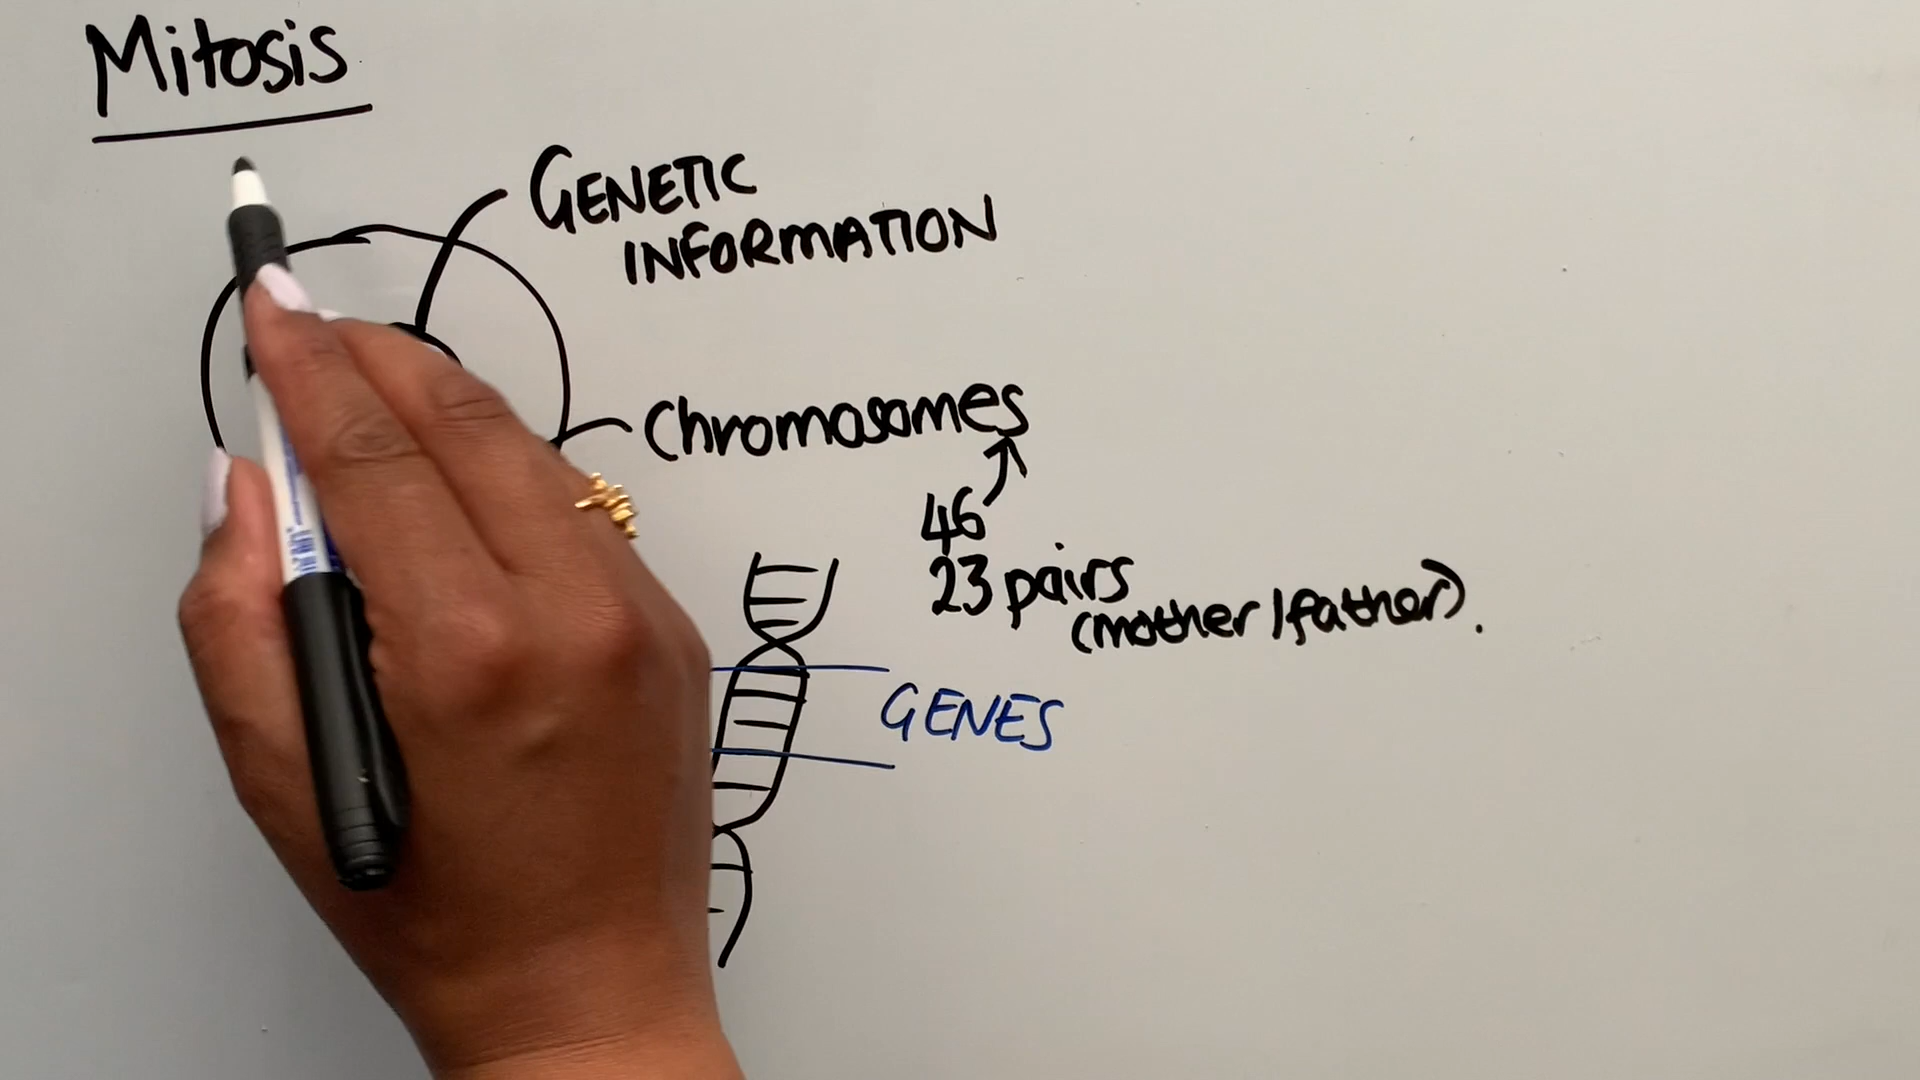 Mitosis
GENETIC
INFORMATION
Chromosomes
46
23 pairs
(mother/father).
GENES